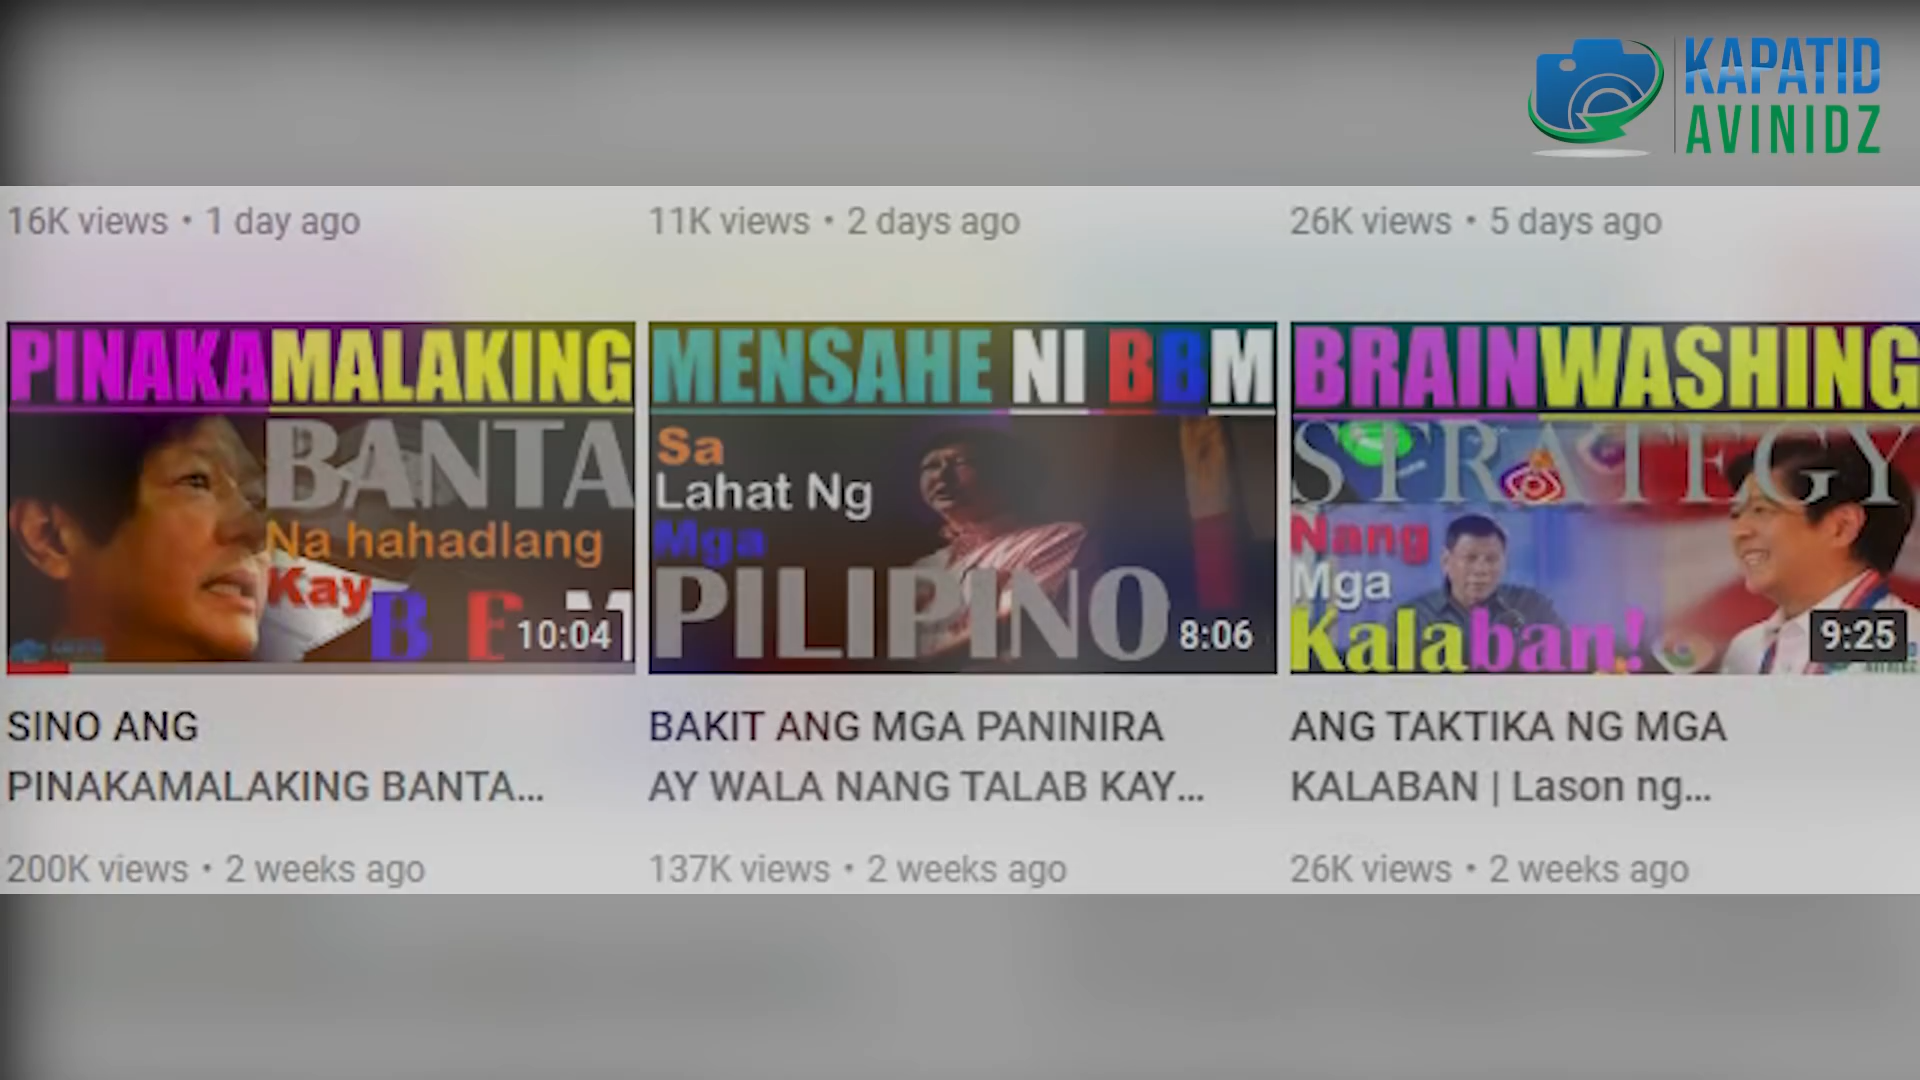 KAPATID
AVINIDZ
16K views • 1 day ago
11K views • 2 days ago
26K views • 5 days ago
PINAKAMALAKING
BANTA
Na hahadlang
Kay
10:04
MENSAHE NI BBM
Sa
Lahat Ng
Mga
PILIPINO
8:06
BRAINWASHING
STRATEGY
Nang
Mga
Kalaban!
9:25
SINO ANG
PINAKAMALAKING BANTA...
BAKIT ANG MGA PANINIRA
AY WALA NANG TALAB KAY...
ANG TAKTIKA NG MGA
KALABAN | Lason ng...
200K views • 2 weeks ago
137K views • 2 weeks ago
26K views • 2 weeks ago